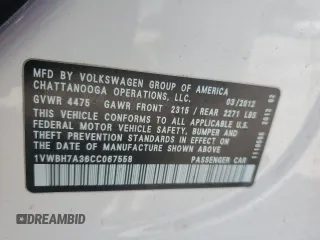 MFD BY VOLKSWAGEN GROUP OF AMERICA
CHATTANOOGA OPERATIONS, LLC. 03/2012
GVWR 4475 GAWR FRONT 2315 / REAR 2271 LBS
THIS VEHICLE CONFORMS TO ALL APPLICABLE
FEDERAL MOTOR VEHICLE SAFETY, BUMPER AND
THEFT PREVENTION STANDARDS IN EFFECT ON THE
DATE OF MANUFACTURE SHOWN ABOVE.
1VWBH7A36CC067558 PASSENGER CAR
AUTOBIDMASTER